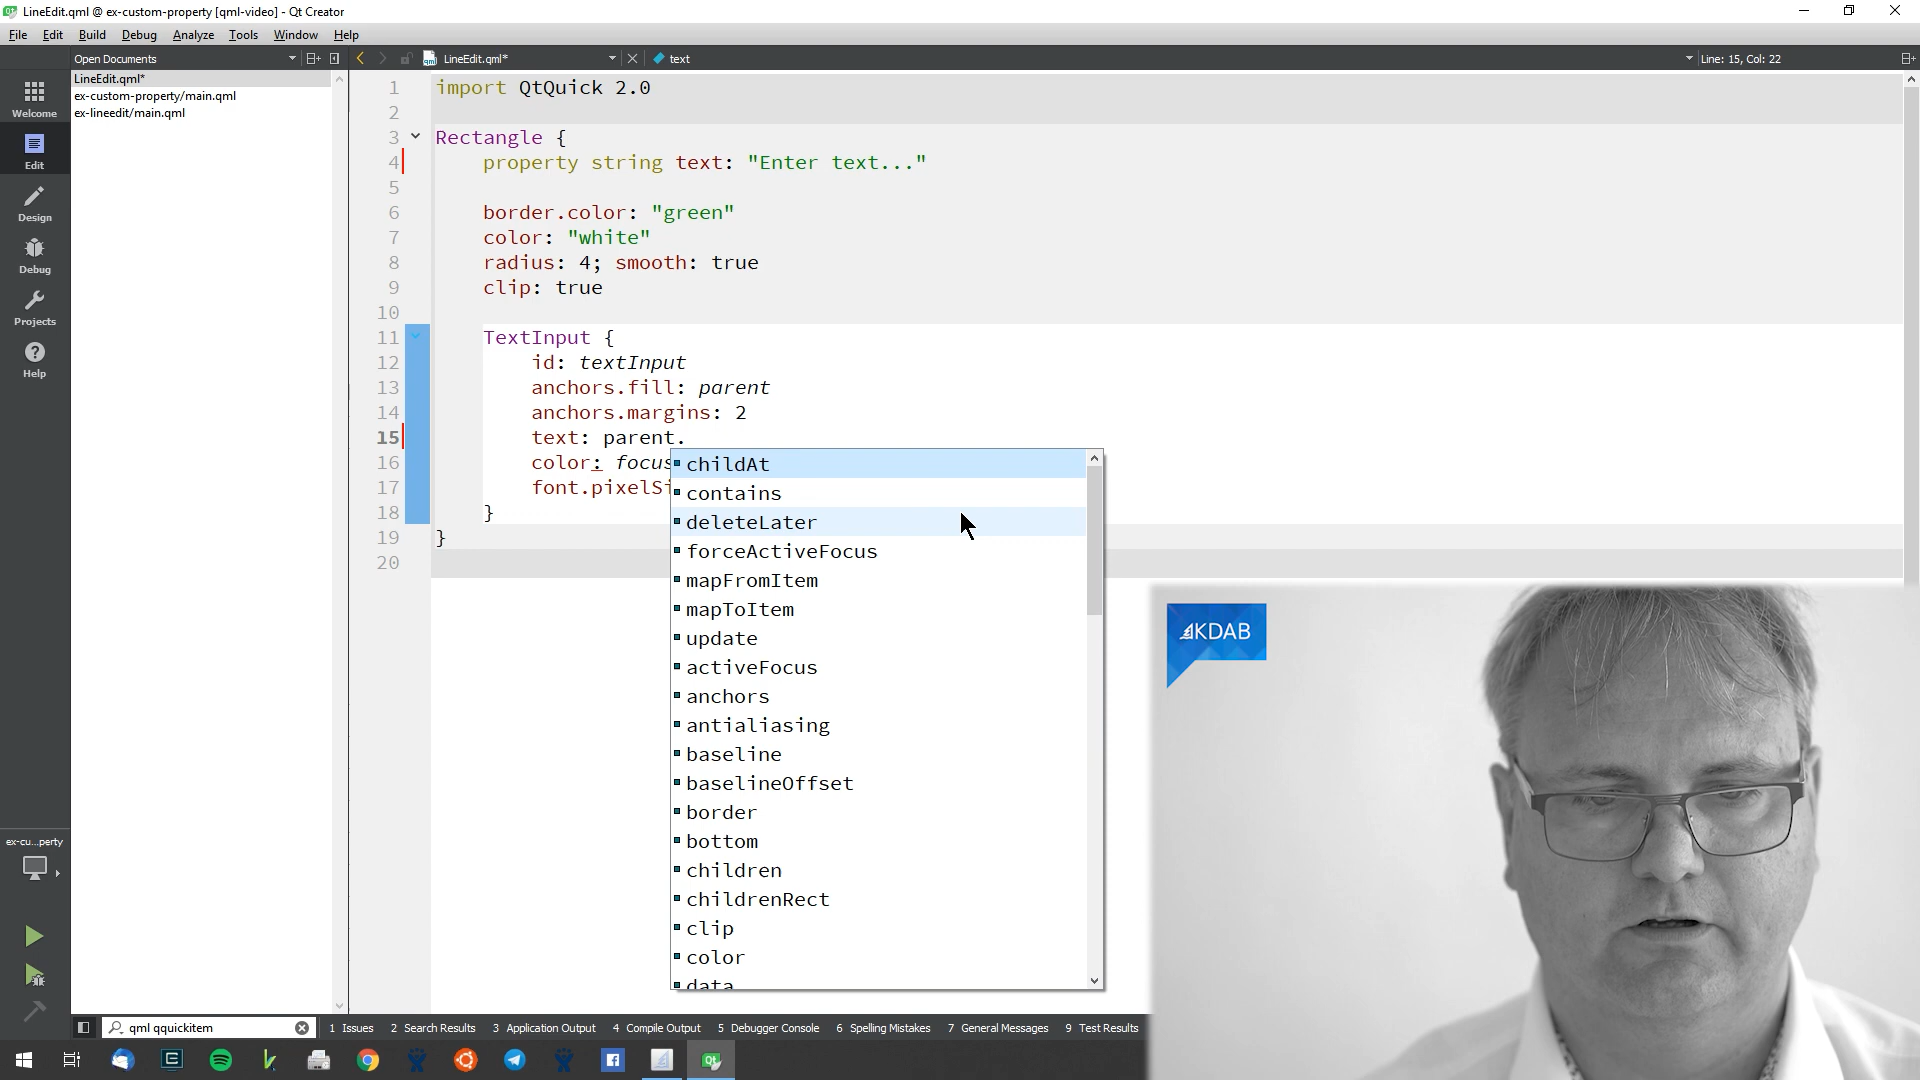 LineEdit.qml @ ex-custom-property [qml-video] - Qt Creator
File Edit Build Debug Analyze Tools Window Help
Open Documents
LineEdit.qml*
text
Line: 15, Col: 22
LineEdit.qml*
ex-custom-property/main.qml
ex-lineedit/main.qml
Welcome
Edit
Design
Debug
Projects
Help
ex-cu...perty
1 import QtQuick 2.0
2
3 Rectangle {
4 property string text: "Enter text..."
5
6 border.color: "green"
7 color: "white"
8 radius: 4; smooth: true
9 clip: true
10
11 TextInput {
12 id: textInput
13 anchors.fill: parent
14 anchors.margins: 2
15 text: parent.
16 color: focus
17 font.pixelSi
18 }
19 }
20
childAt
contains
deleteLater
forceActiveFocus
mapFromItem
mapToItem
update
activeFocus
anchors
antialiasing
baseline
baselineOffset
border
bottom
children
childrenRect
clip
color
data
KDAB
qml qquickitem
1 Issues 2 Search Results 3 Application Output 4 Compile Output 5 Debugger Console 6 Spelling Mistakes 7 General Messages 9 Test Results